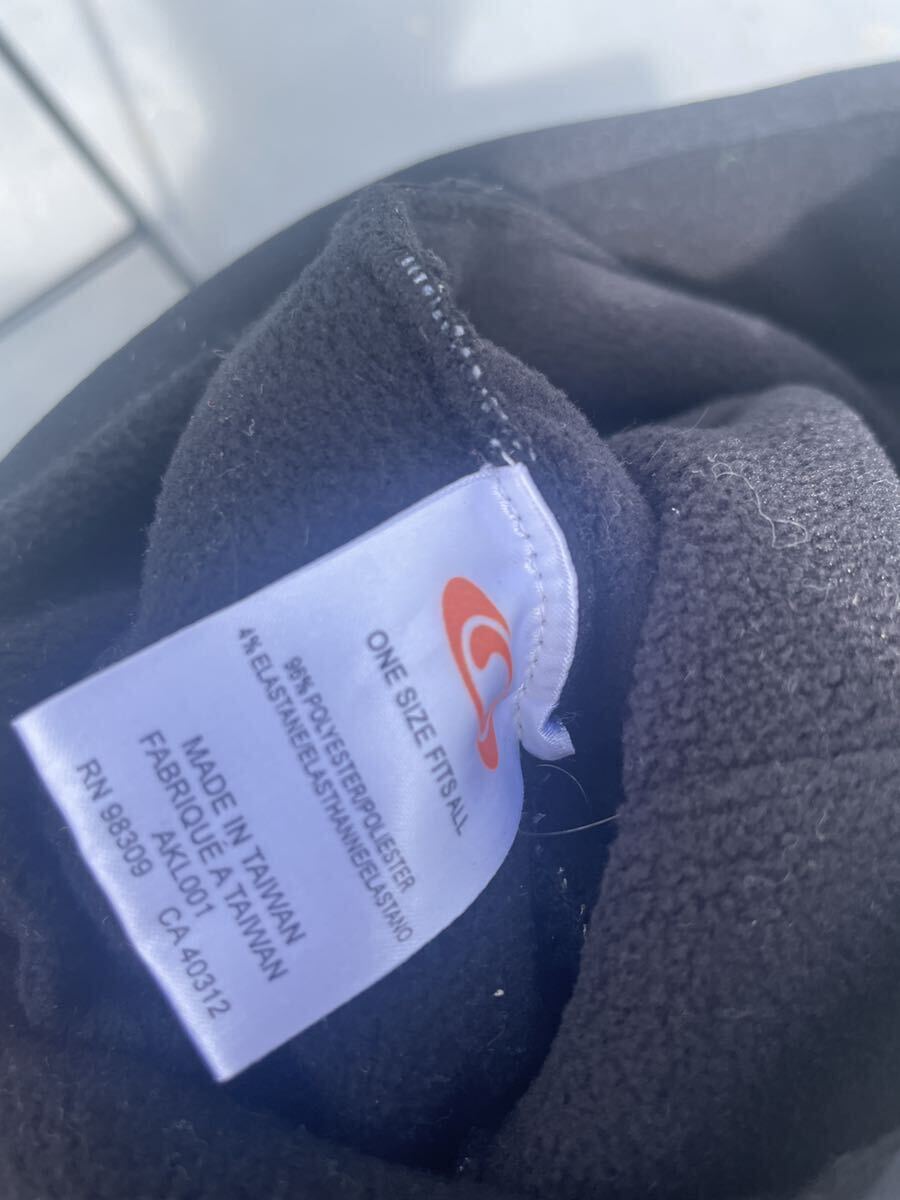 ONE SIZE FITS ALL
96% POLYESTER/POLIESTER
4% ELASTANE/ELASTHANNE/ELASTANO
MADE IN TAIWAN
FABRIQUE A TAIWAN
AKL001
RN 98309 CA 40312